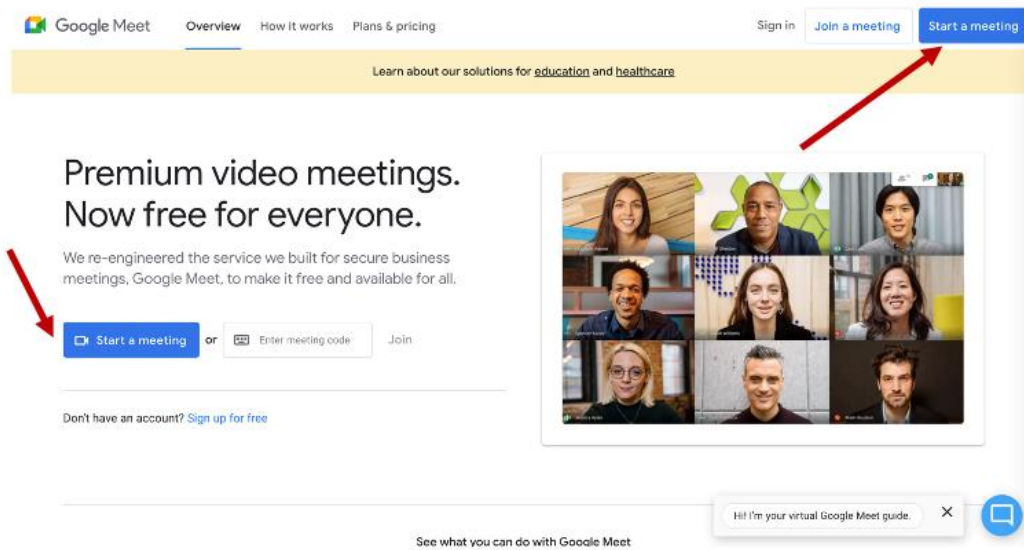 Google Meet
Overview
How it works
Plans & pricing
Sign in
Join a meeting
Start a meeting
Learn about our solutions for education and healthcare
Premium video meetings.
Now free for everyone.
We re-engineered the service we built for secure business
meetings, Google Meet, to make it free and available for all.
Start a meeting
or
Enter meeting code
Join
Don't have an account? Sign up for free
Hi! I'm your virtual Google Meet guide.
See what you can do with Google Meet